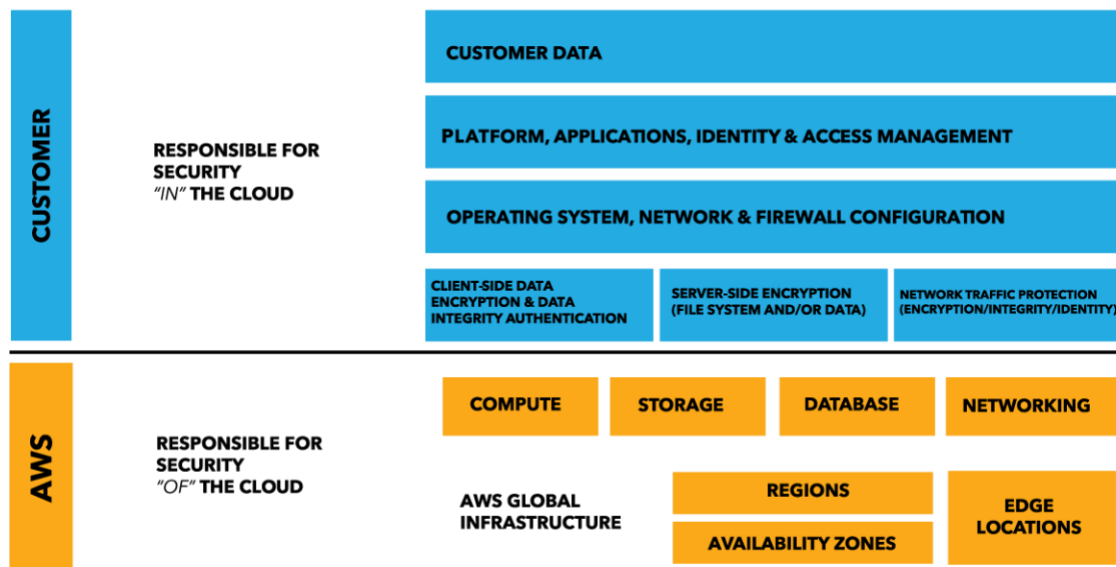 CUSTOMER
RESPONSIBLE FOR
SECURITY
“IN” THE CLOUD
CUSTOMER DATA
PLATFORM, APPLICATIONS, IDENTITY & ACCESS MANAGEMENT
OPERATING SYSTEM, NETWORK & FIREWALL CONFIGURATION
CLIENT-SIDE DATA
ENCRYPTION & DATA
INTEGRITY AUTHENTICATION
SERVER-SIDE ENCRYPTION
(FILE SYSTEM AND/OR DATA)
NETWORK TRAFFIC PROTECTION
(ENCRYPTION/INTEGRITY/IDENTITY)
AWS
RESPONSIBLE FOR
SECURITY
“OF” THE CLOUD
COMPUTE
STORAGE
DATABASE
NETWORKING
AWS GLOBAL
INFRASTRUCTURE
REGIONS
AVAILABILITY ZONES
EDGE
LOCATIONS